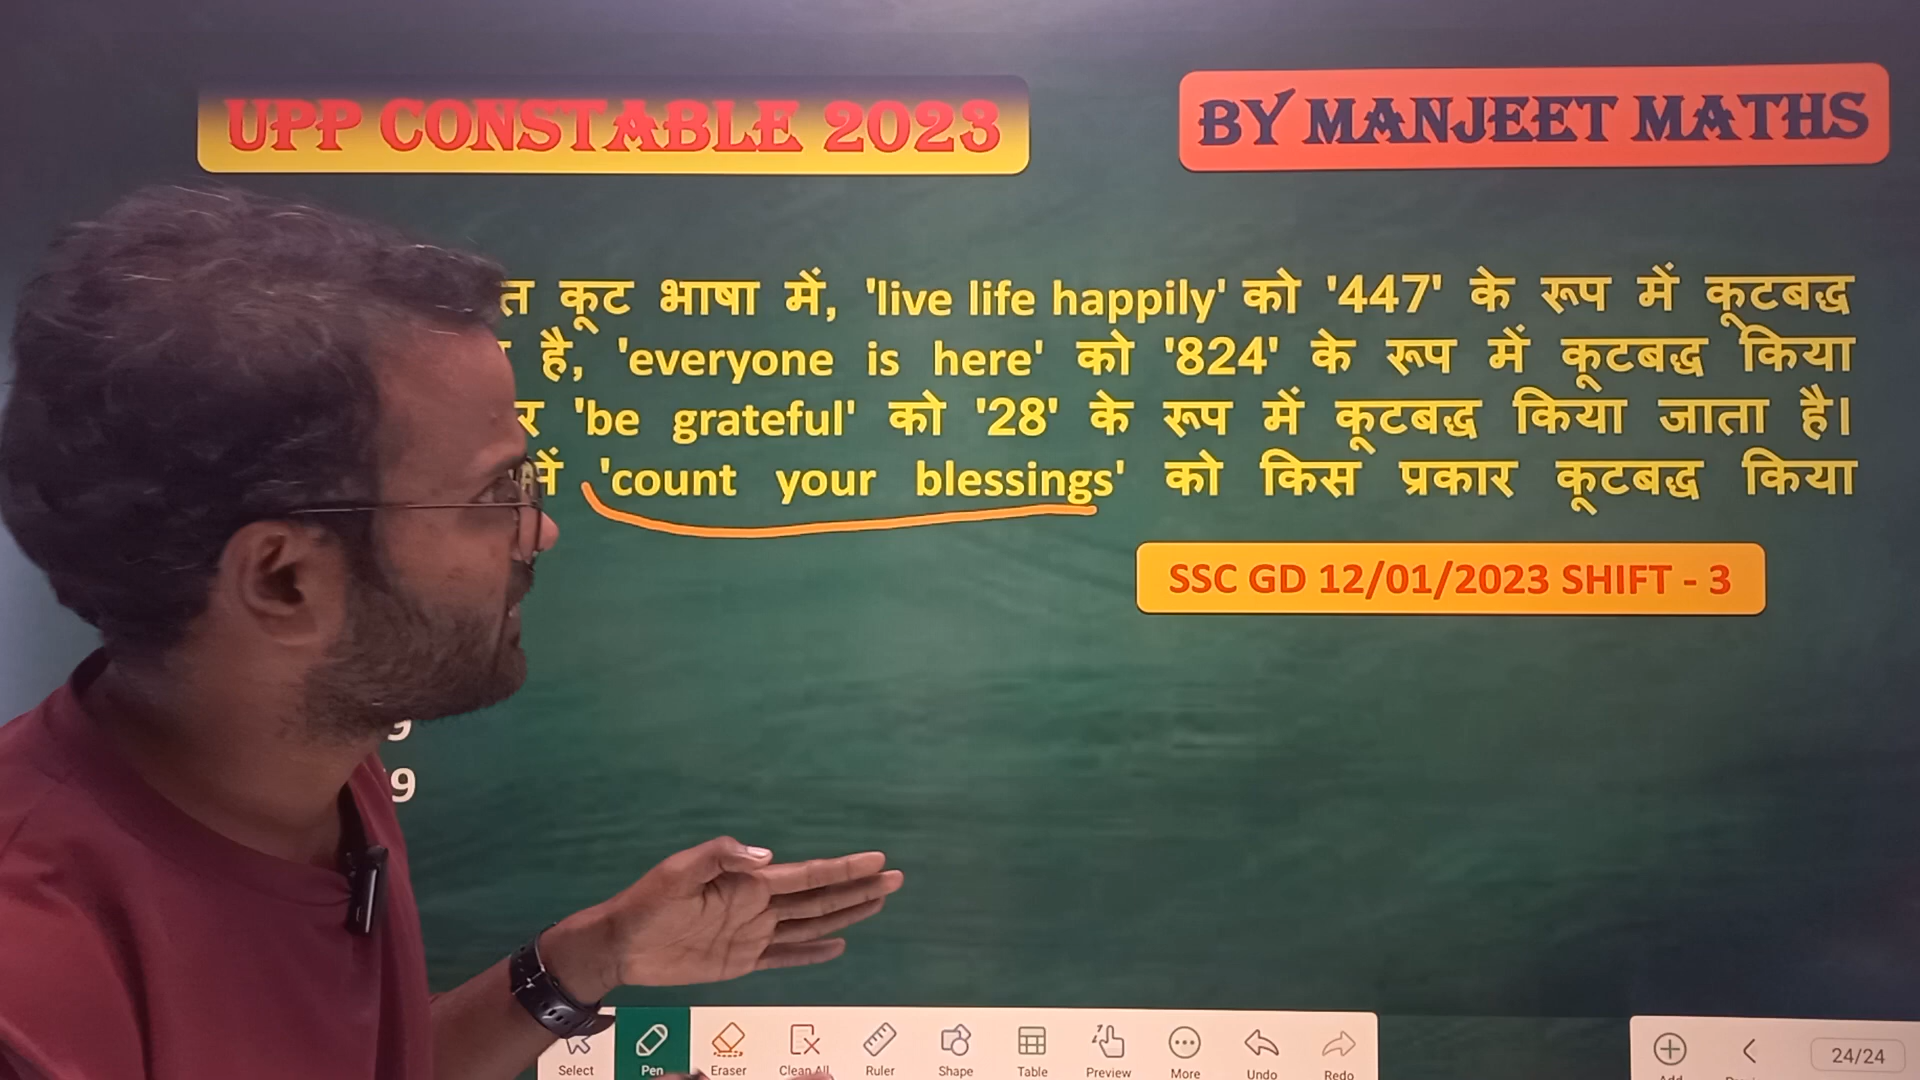 UPP CONSTABLE 2023
BY MANJEET MATHS
कूट भाषा में, 'live life happily' को '447' के रूप में कूटबद्ध
है, 'everyone is here' को '824' के रूप में कूटबद्ध किया
'be grateful' को '28' के रूप में कूटबद्ध किया जाता है।
में 'count your blessings' को किस प्रकार कूटबद्ध किया
SSC GD 12/01/2023 SHIFT - 3
9
9
Select Pen Eraser Clean All Ruler Shape Table Preview More Undo Redo
24/24